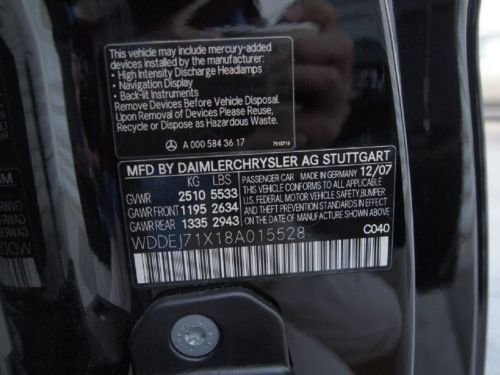 This vehicle may include mercury-added
devices installed by the manufacturer:
• High Intensity Discharge Headlamps
• Navigation Display
• Back-lit Instruments
Remove Devices Before Vehicle Disposal.
Upon Removal of Devices Please Reuse,
Recycle or Dispose as Hazardous Waste.
A 000 584 36 17
MFD BY DAIMLERCHRYSLER AG STUTTGART
KG LBS
GVWR 2510 5533
GAWR FRONT 1195 2634
GAWR REAR 1335 2943
PASSENGER CAR MADE IN GERMANY 12/07
THIS VEHICLE CONFORMS TO ALL APPLICABLE
U.S. FEDERAL MOTOR VEHICLE SAFETY
BUMPER AND THEFT PREVENTION STANDARDS
IN EFFECT ON THE DATE OF
MANUFACTURE SHOWN ABOVE
WDDEJ71X18A015528
C040